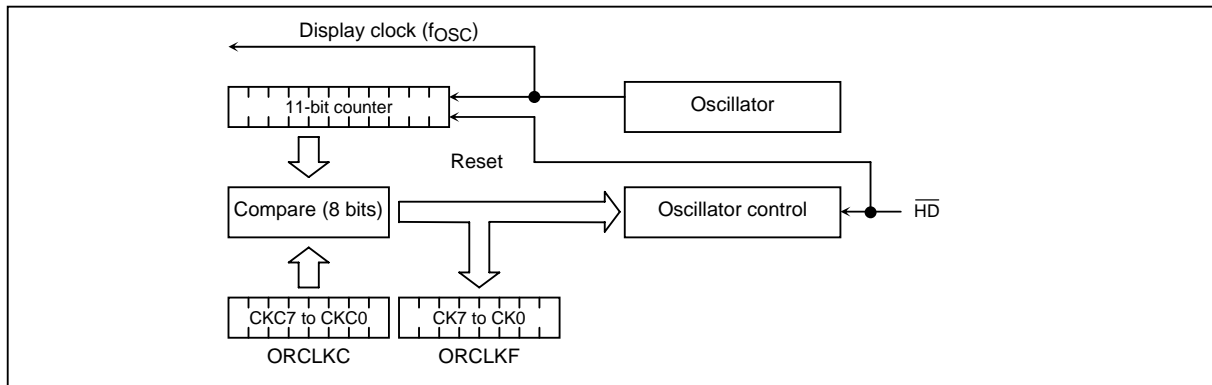 Display clock (fOSC)
11-bit counter
Oscillator
Reset
Compare (8 bits)
Oscillator control
HD
CKC7 to CKC0
CK7 to CK0
ORCLKC
ORCLKF